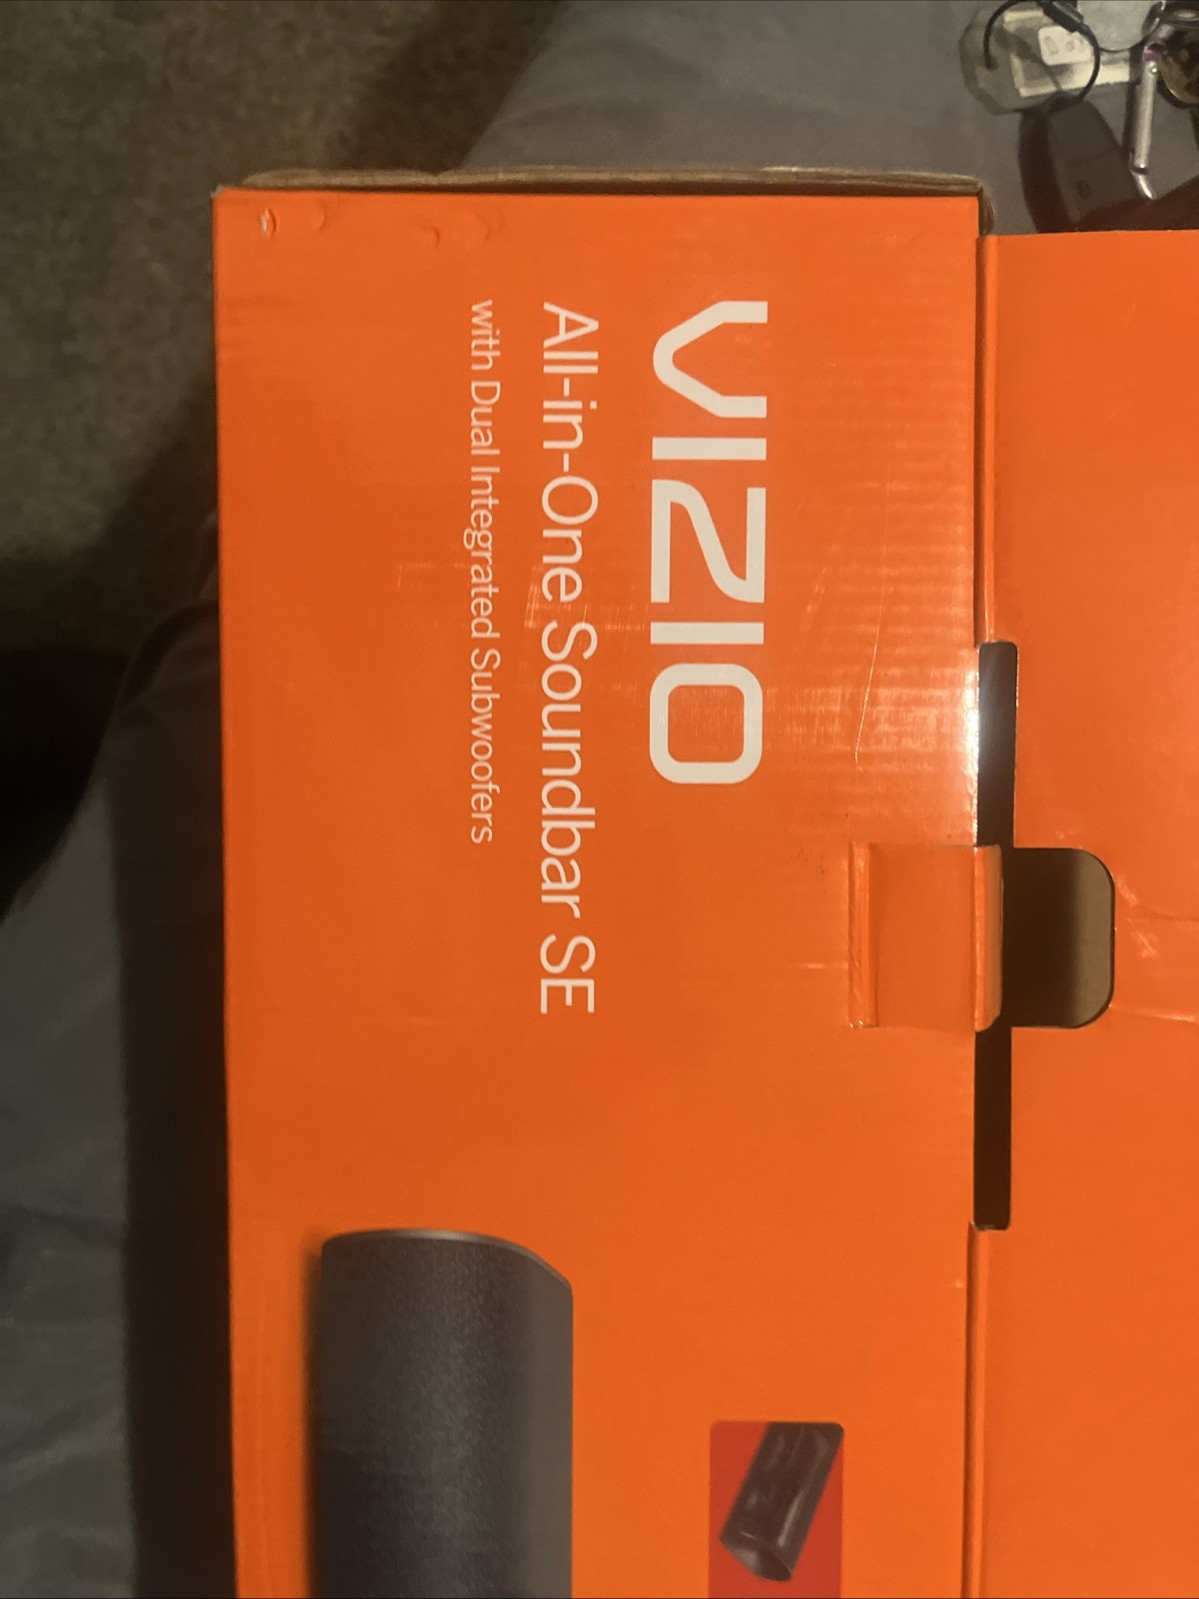 VIZIO
All-in-One Soundbar SE
with Dual Integrated Subwoofers